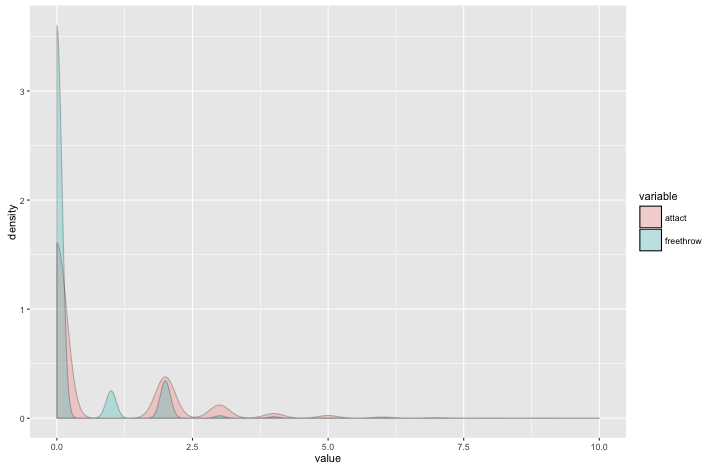 3
2
1
0
density
0.0 2.5 5.0 7.5 10.0
value
variable
attact
freethrow